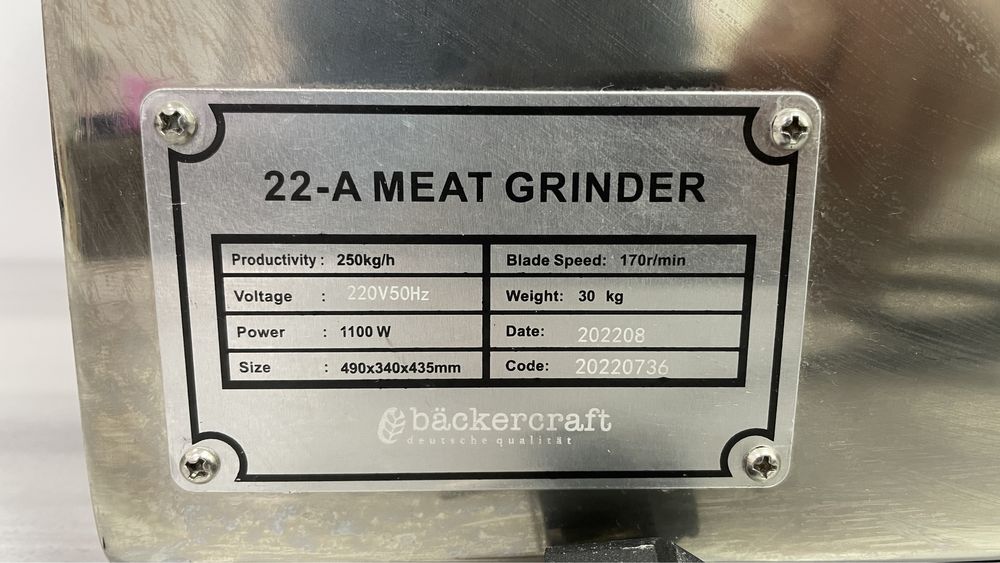 22-A MEAT GRINDER
Productivity : 250kg/h
Blade Speed: 170r/min
Voltage : 220V50Hz
Weight: 30 kg
Power : 1100 W
Date: 202208
Size : 490x340x435mm
Code: 20220736
bäckercraft
deutsche qualität